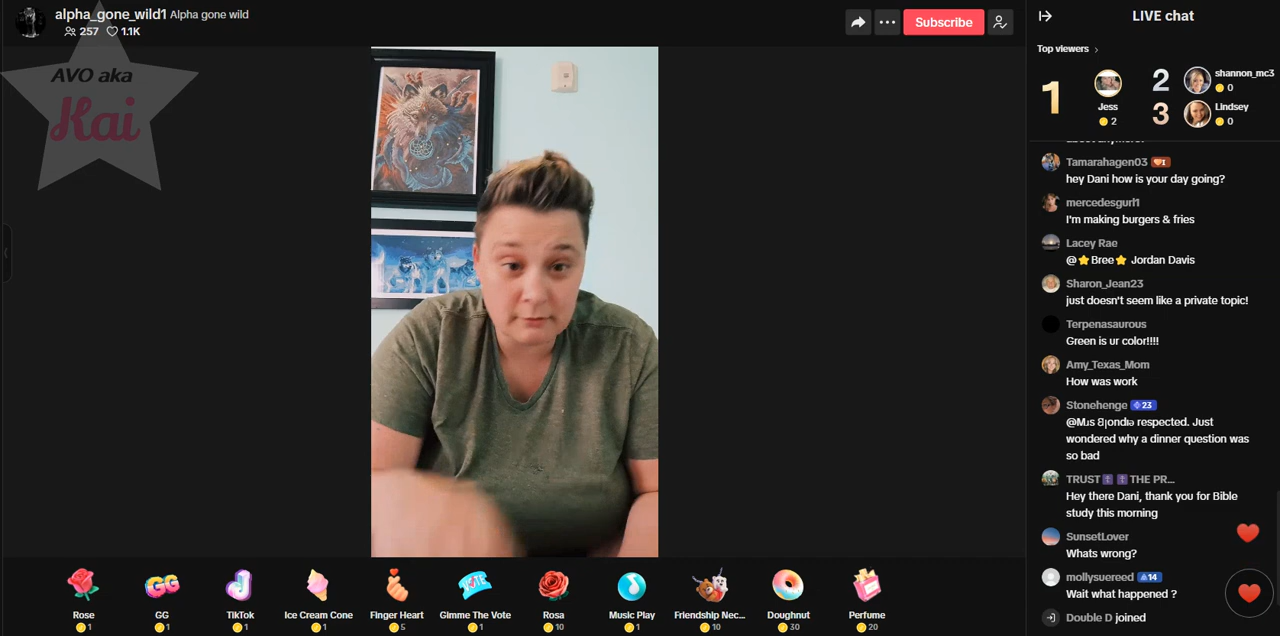 alpha_gone_wild1 Alpha gone wild
257 1.1K
AVO aka
Kai
Subscribe
LIVE chat
Top viewers
1
Jess
2
2
shannon_mc3
0
3
Lindsey
0
Tamarahagen03 1
hey Dani how is your day going?
mercedesgurl1
I'm making burgers & fries
Lacey Rae
@⭐Bree⭐ Jordan Davis
Sharon_Jean23
just doesn't seem like a private topic!
Terpenasaurous
Green is ur color!!!!
Amy_Texas_Mom
How was work
Stonehenge 23
respected. Just
wondered why a dinner question was
so bad
TRUST✝️✝️THE PR...
Hey there Dani, thank you for Bible
study this morning
SunsetLover
Whats wrong?
mollysuereed 14
Wait what happened ?
Double D joined
VOTE
Rose GG TikTok Ice Cream Cone Finger Heart Gimme The Vote Rosa Music Play Friendship Nec... Doughnut Perfume
1 1 1 1 5 1 10 1 10 30 20